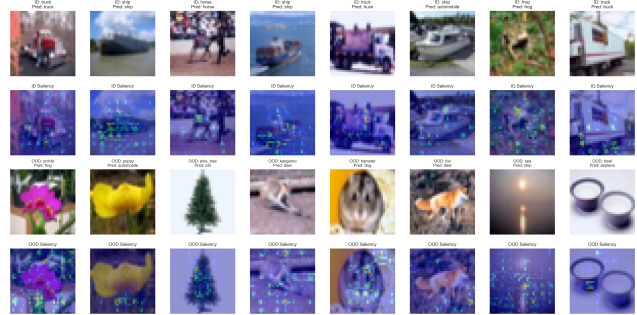 ID: truck
Pred: truck
ID: ship
Pred: ship
ID: horse
Pred: horse
ID: ship
Pred: ship
ID: truck
Pred: truck
ID: ship
Pred: automobile
ID: frog
Pred: frog
ID: truck
Pred: truck
ID Saliency
ID Saliency
ID Saliency
ID Saliency
ID Saliency
ID Saliency
ID Saliency
ID Saliency
OOD: orchid
Pred: frog
OOD: poppy
Pred: automobile
OOD: pine_tree
Pred: cat
OOD: kangaroo
Pred: deer
OOD: hamster
Pred: dog
OOD: fox
Pred: deer
OOD: sea
Pred: ship
OOD: bowl
Pred: airplane
OOD Saliency
OOD Saliency
OOD Saliency
OOD Saliency
OOD Saliency
OOD Saliency
OOD Saliency
OOD Saliency